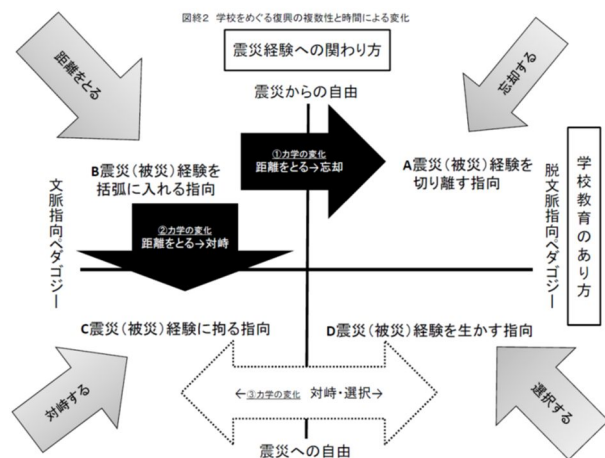 図終2 学校をめぐる復興の複数性と時間による変化
震災経験への関わり方
震災からの自由
距離をとる
忘却する
①力学の変化
距離をとる→忘却
B震災（被災）経験を
括弧に入れる指向
A震災（被災）経験を
切り離す指向
文脈指向ペダゴジー
脱文脈指向ペダゴジー
学校教育のあり方
②力学の変化
距離をとる→対峙
C震災（被災）経験に拘る指向
D震災（被災）経験を生かす指向
対峙する
選択する
←③力学の変化 対峙・選択→
震災への自由